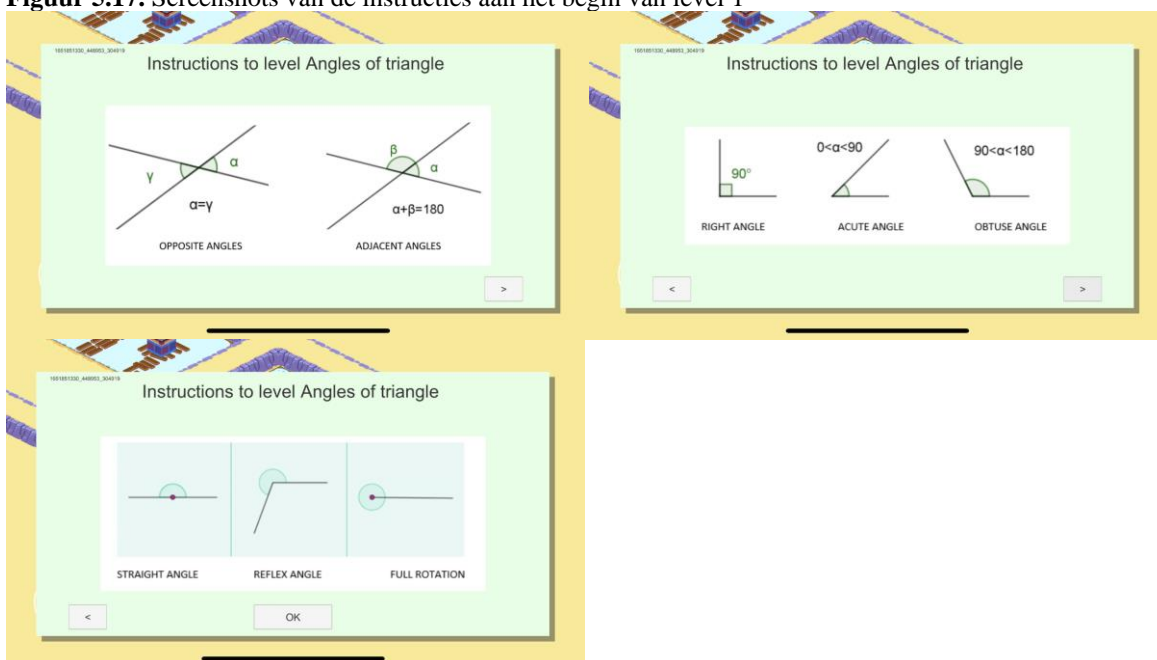 Figuur 3.17. Screenshots van de instructies aan het begin van level 1
1651651330_448953_304019
Instructions to level Angles of triangle
γ α
α=γ
OPPOSITE ANGLES
β
α
α+β=180
ADJACENT ANGLES
>
Instructions to level Angles of triangle
90°
0<α<90
90<α<180
RIGHT ANGLE ACUTE ANGLE OBTUSE ANGLE
< >
Instructions to level Angles of triangle
STRAIGHT ANGLE REFLEX ANGLE FULL ROTATION
< OK